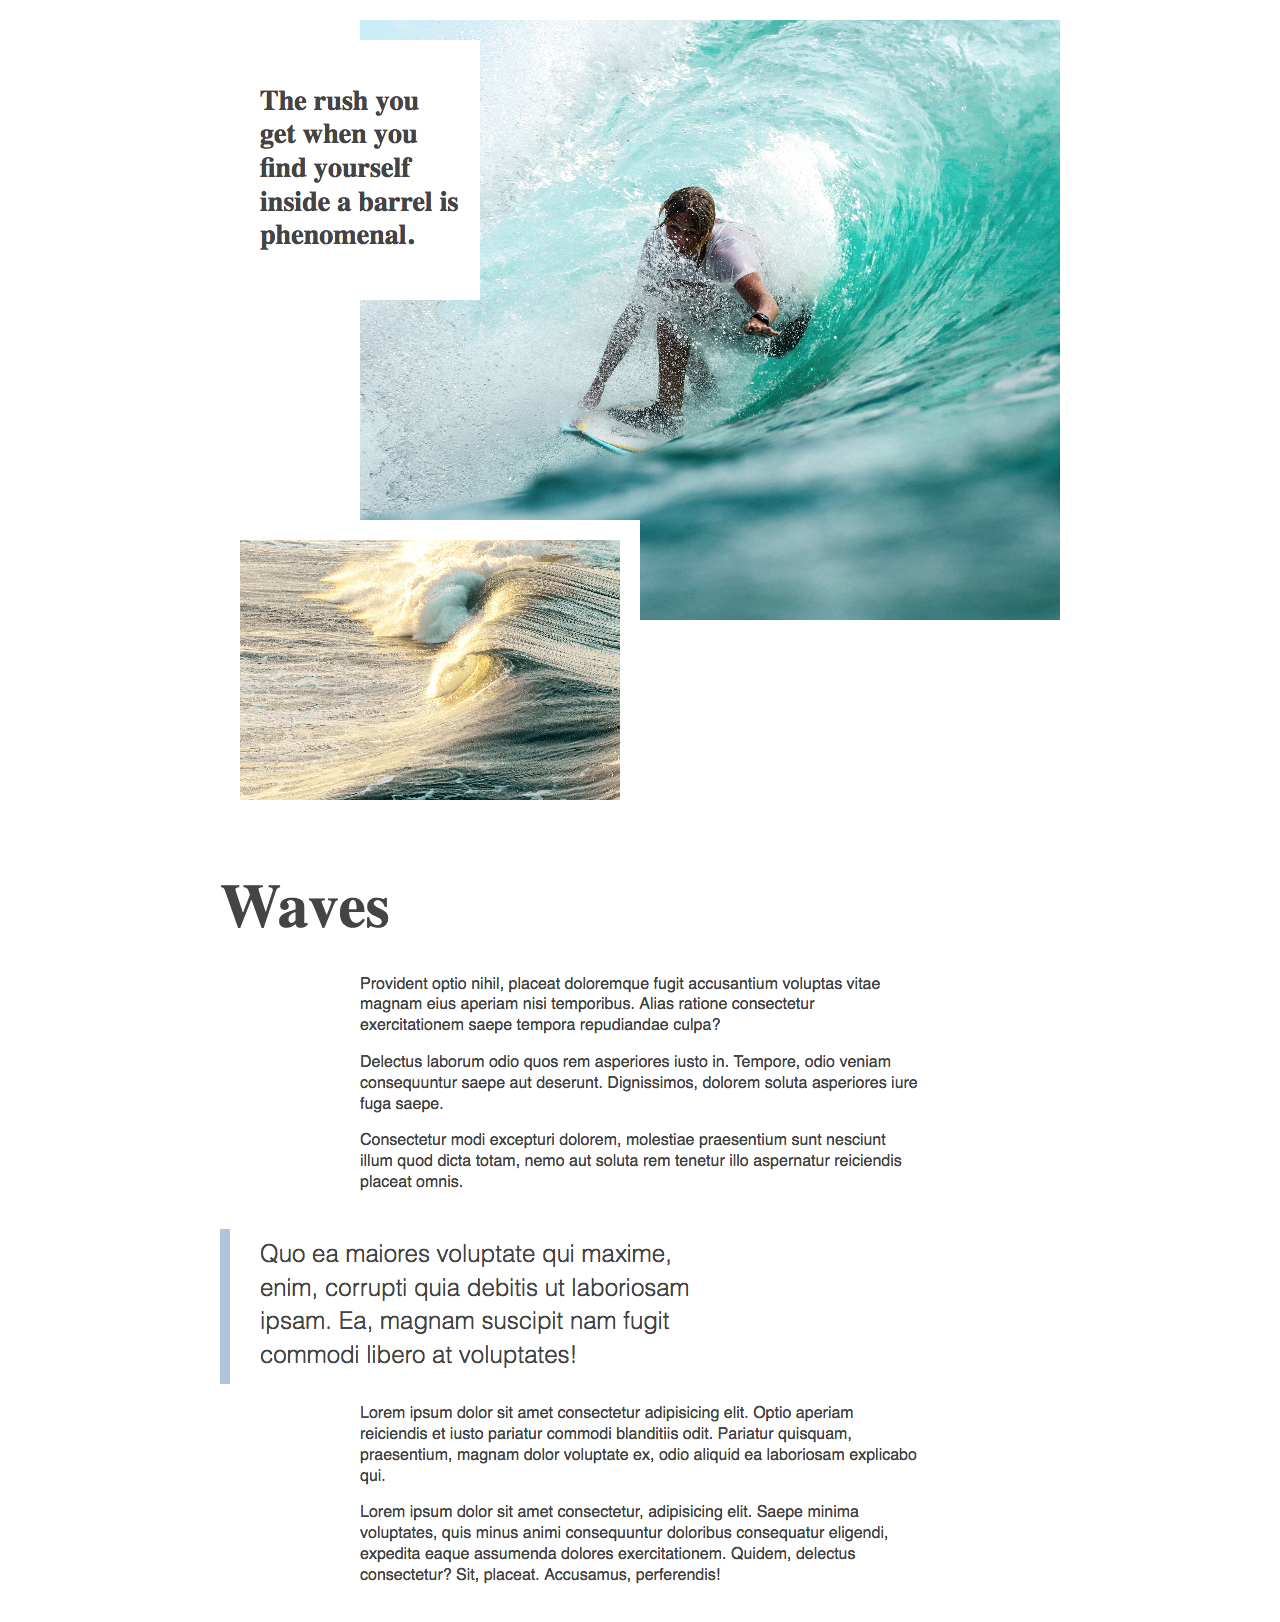 The rush you
get when you
find yourself
inside a barrel is
phenomenal.
Waves
Provident optio nihil, placeat doloremque fugit accusantium voluptas vitae
magnam eius aperiam nisi temporibus. Alias ratione consectetur
exercitationem saepe tempora repudiandae culpa?
Delectus laborum odio quos rem asperiores iusto in. Tempore, odio veniam
consequuntur saepe aut deserunt. Dignissimos, dolorem soluta asperiores iure
fuga saepe.
Consectetur modi excepturi dolorem, molestiae praesentium sunt nesciunt
illum quod dicta totam, nemo aut soluta rem tenetur illo aspernatur reiciendis
placeat omnis.
Quo ea maiores voluptate qui maxime,
enim, corrupti quia debitis ut laboriosam
ipsam. Ea, magnam suscipit nam fugit
commodi libero at voluptates!
Lorem ipsum dolor sit amet consectetur adipisicing elit. Optio aperiam
reiciendis et iusto pariatur commodi blanditiis odit. Pariatur quisquam,
praesentium, magnam dolor voluptate ex, odio aliquid ea laboriosam explicabo
qui.
Lorem ipsum dolor sit amet consectetur, adipisicing elit. Saepe minima
voluptates, quis minus animi consequuntur doloribus consequatur eligendi,
expedita eaque assumenda dolores exercitationem. Quidem, delectus
consectetur? Sit, placeat. Accusamus, perferendis!